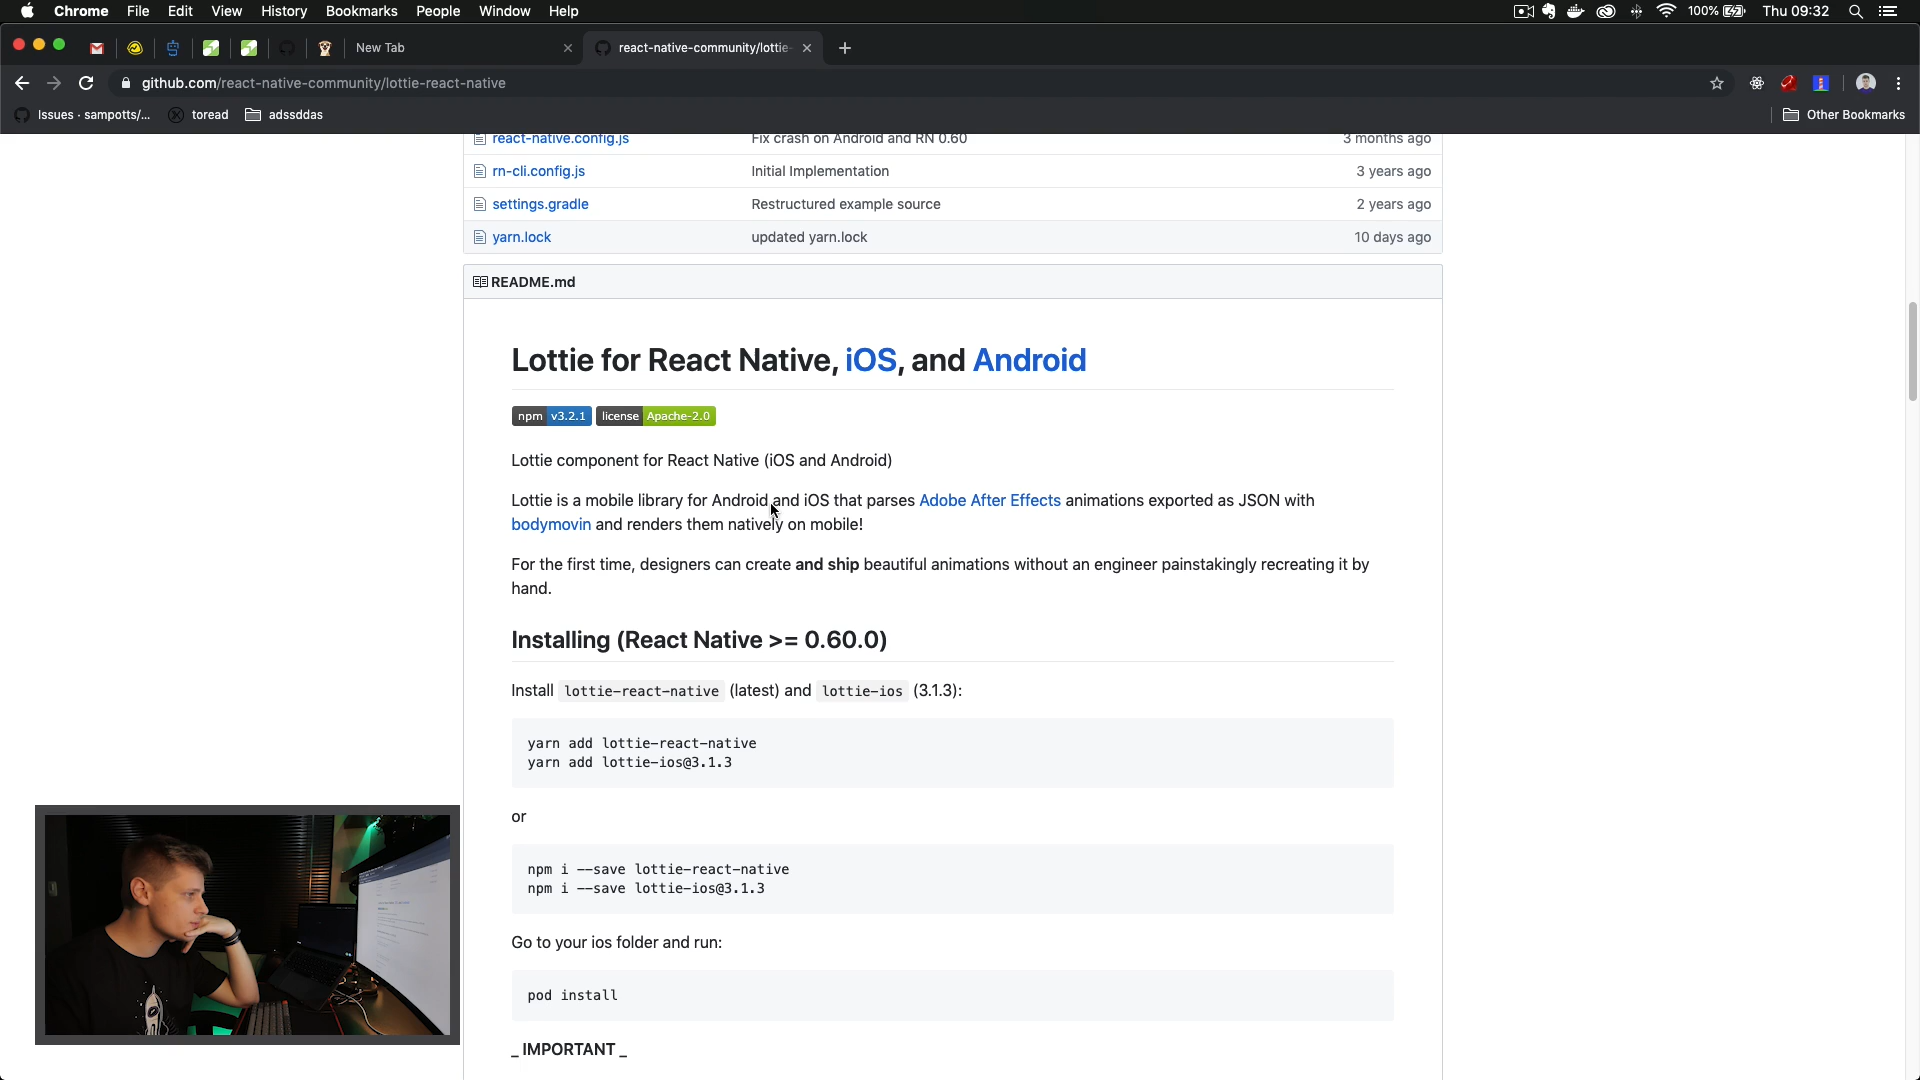 Chrome File Edit View History Bookmarks People Window Help 100% Thu 09:32
New Tab react-native-community/lottie-
github.com/react-native-community/lottie-react-native
Issues · sampotts/... toread adssddas Other Bookmarks
react-native.config.js Fix crash on Android and RN 0.60 3 months ago
rn-cli.config.js Initial Implementation 3 years ago
settings.gradle Restructured example source 2 years ago
yarn.lock updated yarn.lock 10 days ago
README.md
Lottie for React Native, iOS, and Android
npm v3.2.1 license Apache-2.0
Lottie component for React Native (iOS and Android)
Lottie is a mobile library for Android and iOS that parses Adobe After Effects animations exported as JSON with
bodymovin and renders them natively on mobile!
For the first time, designers can create and ship beautiful animations without an engineer painstakingly recreating it by
hand.
Installing (React Native >= 0.60.0)
Install lottie-react-native (latest) and lottie-ios (3.1.3):
yarn add lottie-react-native
yarn add lottie-ios@3.1.3
or
npm i --save lottie-react-native
npm i --save lottie-ios@3.1.3
Go to your ios folder and run:
pod install
_ IMPORTANT _